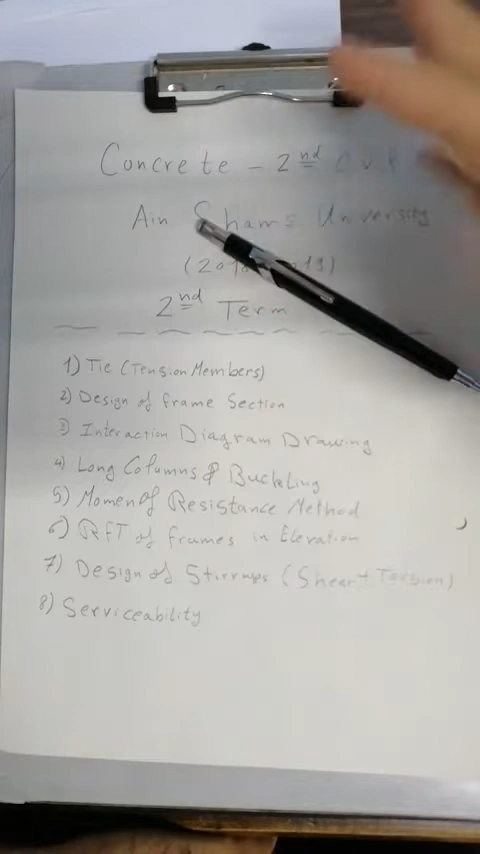 Concrete - 2nd
Ain Shams University
2nd Term
1) Tie (Tension Members)
2) Design of frame Section
3) Interaction Diagram Drawing
4) Long Columns & Buckling
5) Moment of Resistance Method
6) RFT of frames in Elevation
7) Design of Stirrups (Shear + Torsion)
8) Serviceability